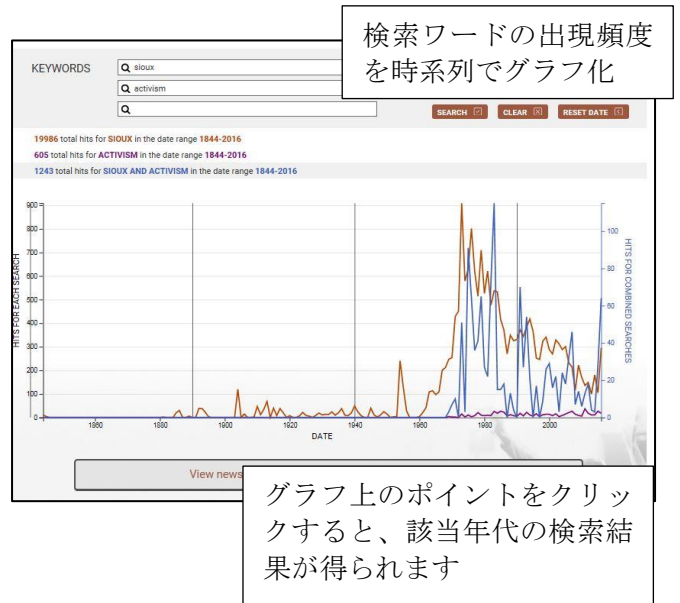 検索ワードの出現頻度
を時系列でグラフ化
KEYWORDS
sioux
activism
SEARCH
CLEAR
RESET DATE
19986 total hits for SIOUX in the date range 1844-2016
605 total hits for ACTIVISM in the date range 1844-2016
1243 total hits for SIOUX AND ACTIVISM in the date range 1844-2016
900
800
700
600
500
400
300
200
100
0
HITS FOR EACH SEARCH
100
80
60
40
20
0
HITS FOR COMBINED SEARCHES
1860
1880
1900
1920
1940
1960
1980
2000
DATE
View news
グラフ上のポイントをクリッ
クすると、該当年代の検索結
果が得られます